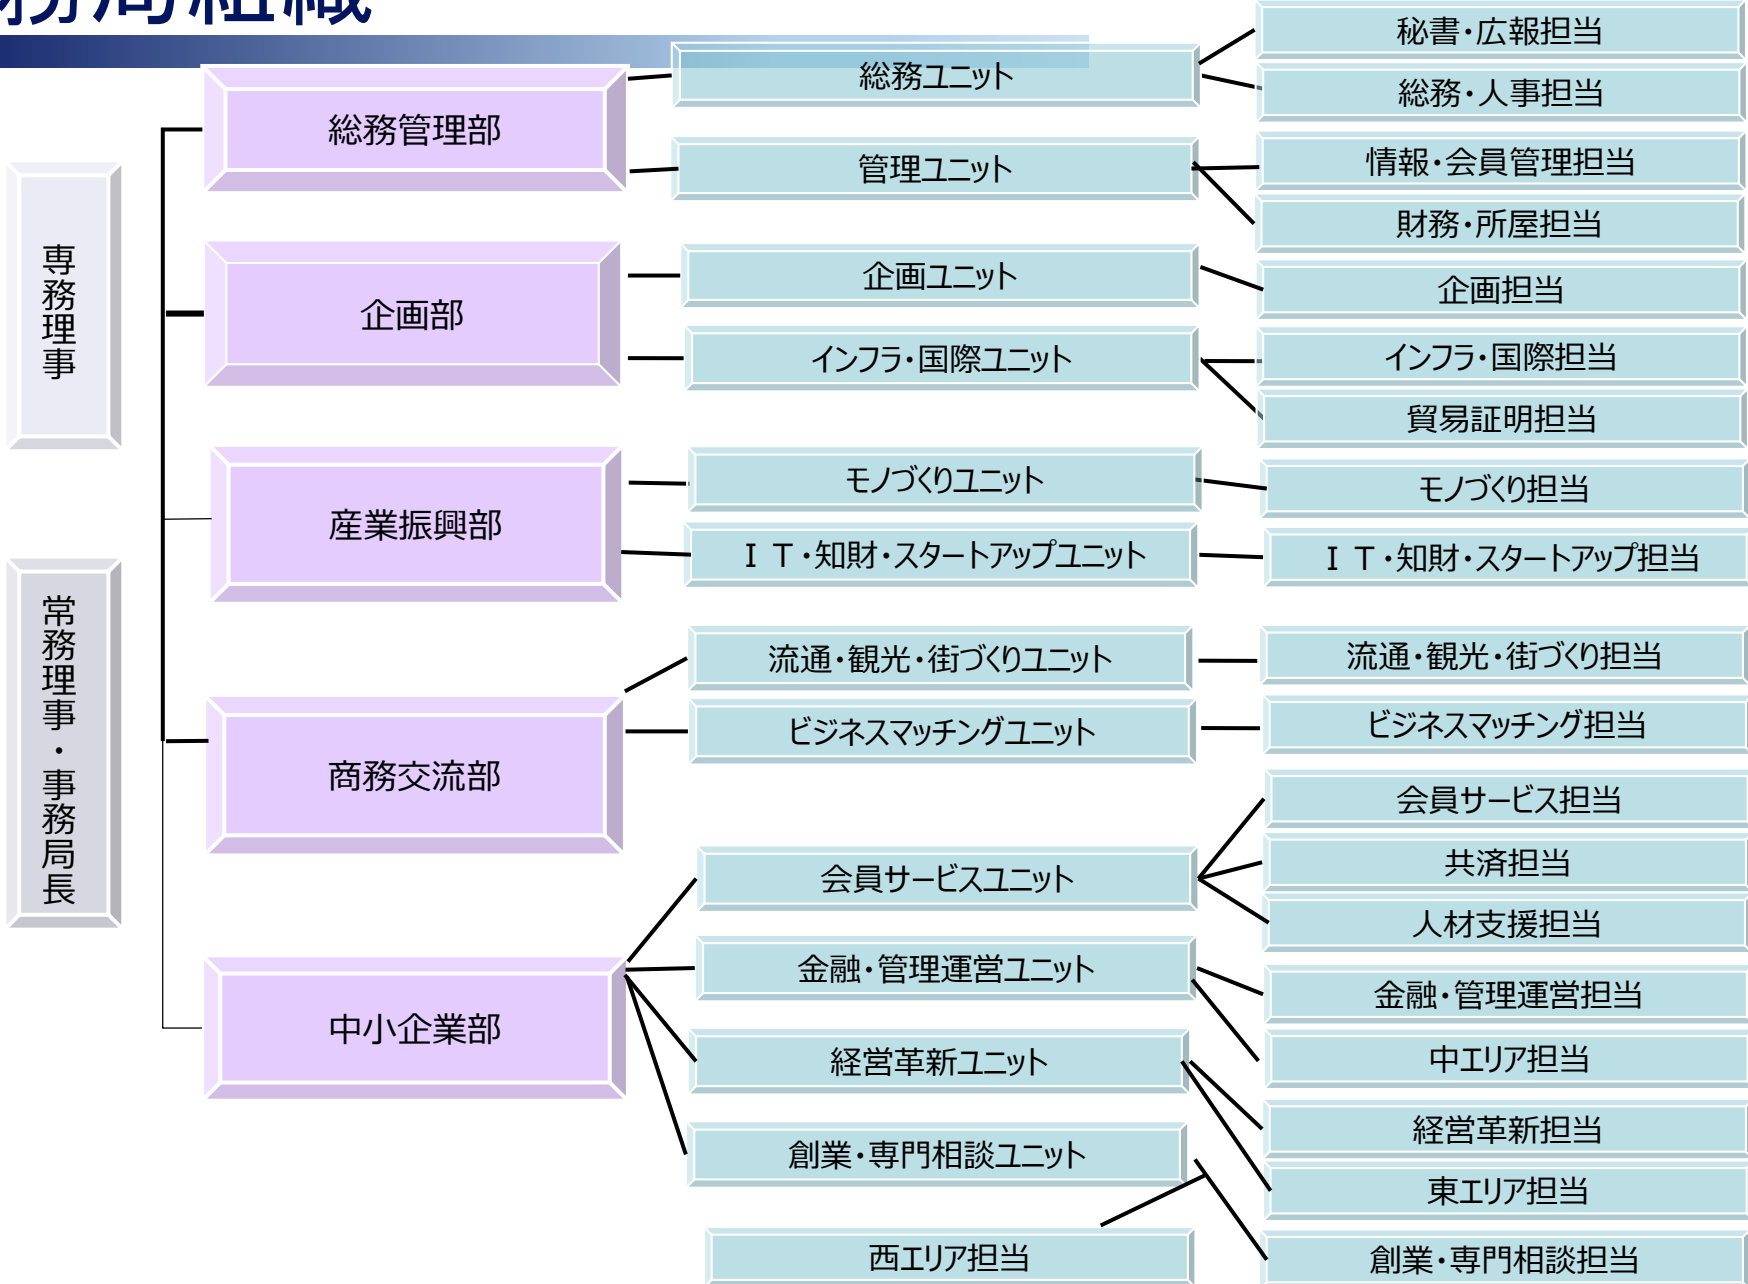 務局組織
専務理事
常務理事・事務局長
総務管理部
総務ユニット
秘書・広報担当
総務・人事担当
管理ユニット
情報・会員管理担当
財務・所屋担当
企画部
企画ユニット
企画担当
インフラ・国際ユニット
インフラ・国際担当
貿易証明担当
産業振興部
モノづくりユニット
モノづくり担当
ＩＴ・知財・スタートアップユニット
ＩＴ・知財・スタートアップ担当
商務交流部
流通・観光・街づくりユニット
流通・観光・街づくり担当
ビジネスマッチングユニット
ビジネスマッチング担当
中小企業部
会員サービスユニット
会員サービス担当
共済担当
人材支援担当
金融・管理運営ユニット
金融・管理運営担当
中エリア担当
経営革新ユニット
経営革新担当
東エリア担当
創業・専門相談ユニット
西エリア担当
創業・専門相談担当